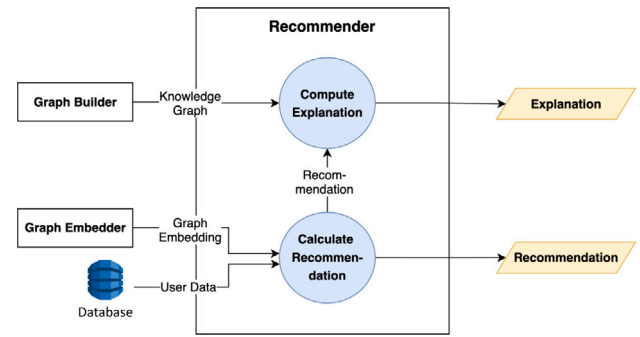 Recommender
Graph Builder
Knowledge
Graph
Compute
Explanation
Explanation
Recom-
mendation
Graph Embedder
Graph
Embedding
Calculate
Recommen-
dation
Recommendation
User Data
Database